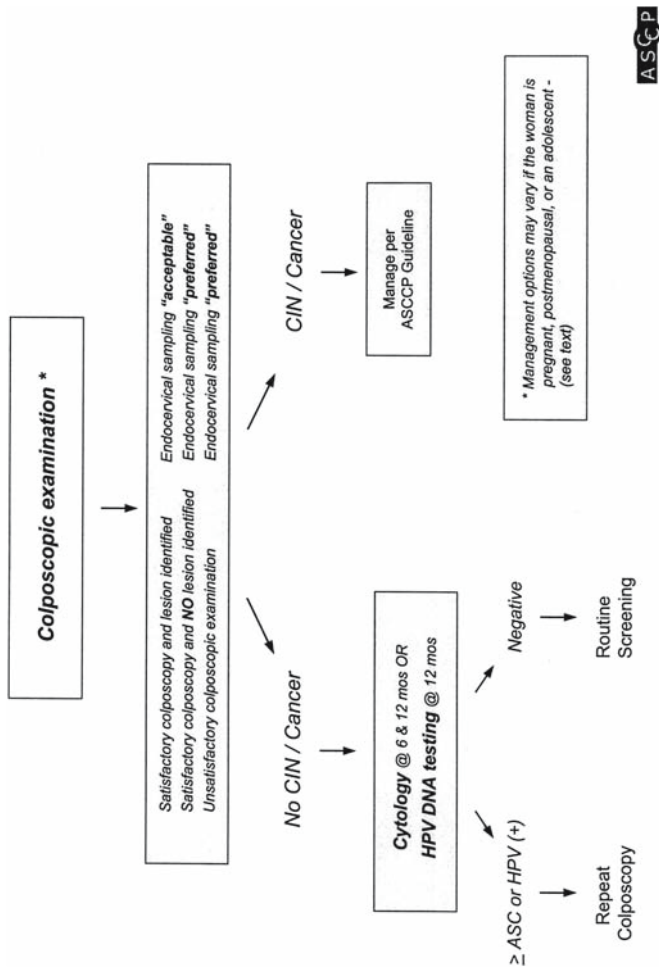 Colposcopic examination *
Satisfactory colposcopy and lesion identified Endocervical sampling “acceptable”
Satisfactory colposcopy and NO lesion identified Endocervical sampling “preferred”
Unsatisfactory colposcopic examination Endocervical sampling “preferred”
No CIN / Cancer
CIN / Cancer
Cytology @ 6 & 12 mos OR
HPV DNA testing @ 12 mos
Manage per
ASCCP Guideline
≥ ASC or HPV (+)
Negative
Repeat
Colposcopy
Routine
Screening
* Management options may vary if the woman is
pregnant, postmenopausal, or an adolescent -
(see text)
ASCCP